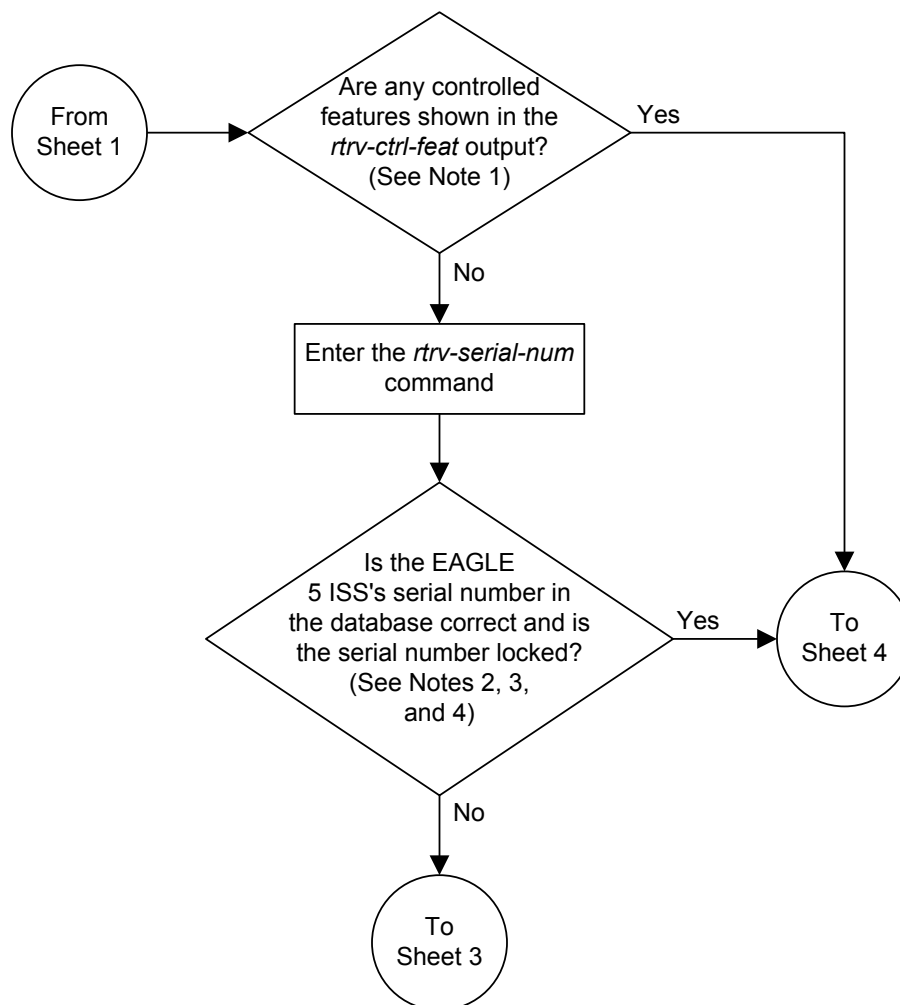 From
Sheet 1
Are any controlled
features shown in the
rtrv-ctrl-feat output?
(See Note 1)
Yes
No
Enter the rtrv-serial-num
command
Is the EAGLE
5 ISS's serial number in
the database correct and is
the serial number locked?
(See Notes 2, 3,
and 4)
Yes
To
Sheet 4
No
To
Sheet 3